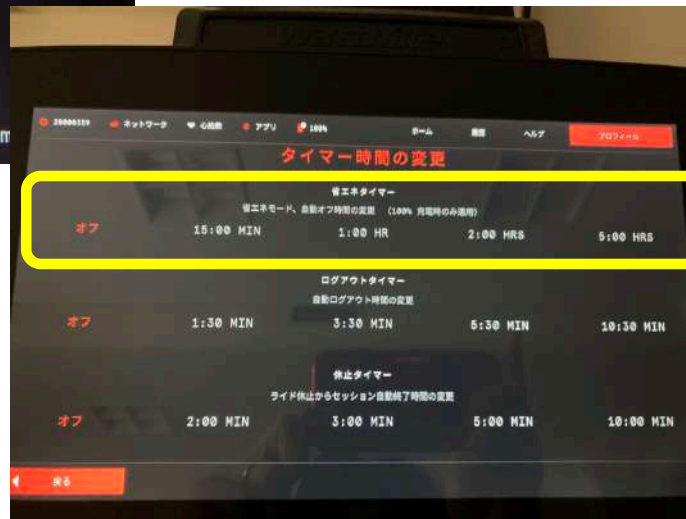 m
28000319 ネットワーク 心拍数 アプリ 100% ホーム 履歴 ヘルプ プロフィール
タイマー時間の変更
省エネタイマー
省エネモード、自動オフ時間の変更 (100% 充電時のみ適用)
オフ 15:00 MIN 1:00 HR 2:00 HRS 5:00 HRS
ログアウトタイマー
自動ログアウト時間の変更
オフ 1:30 MIN 3:30 MIN 5:30 MIN 10:30 MIN
休止タイマー
ライド休止からセッション自動終了時間の変更
オフ 2:00 MIN 3:00 MIN 5:00 MIN 10:00 MIN
戻る